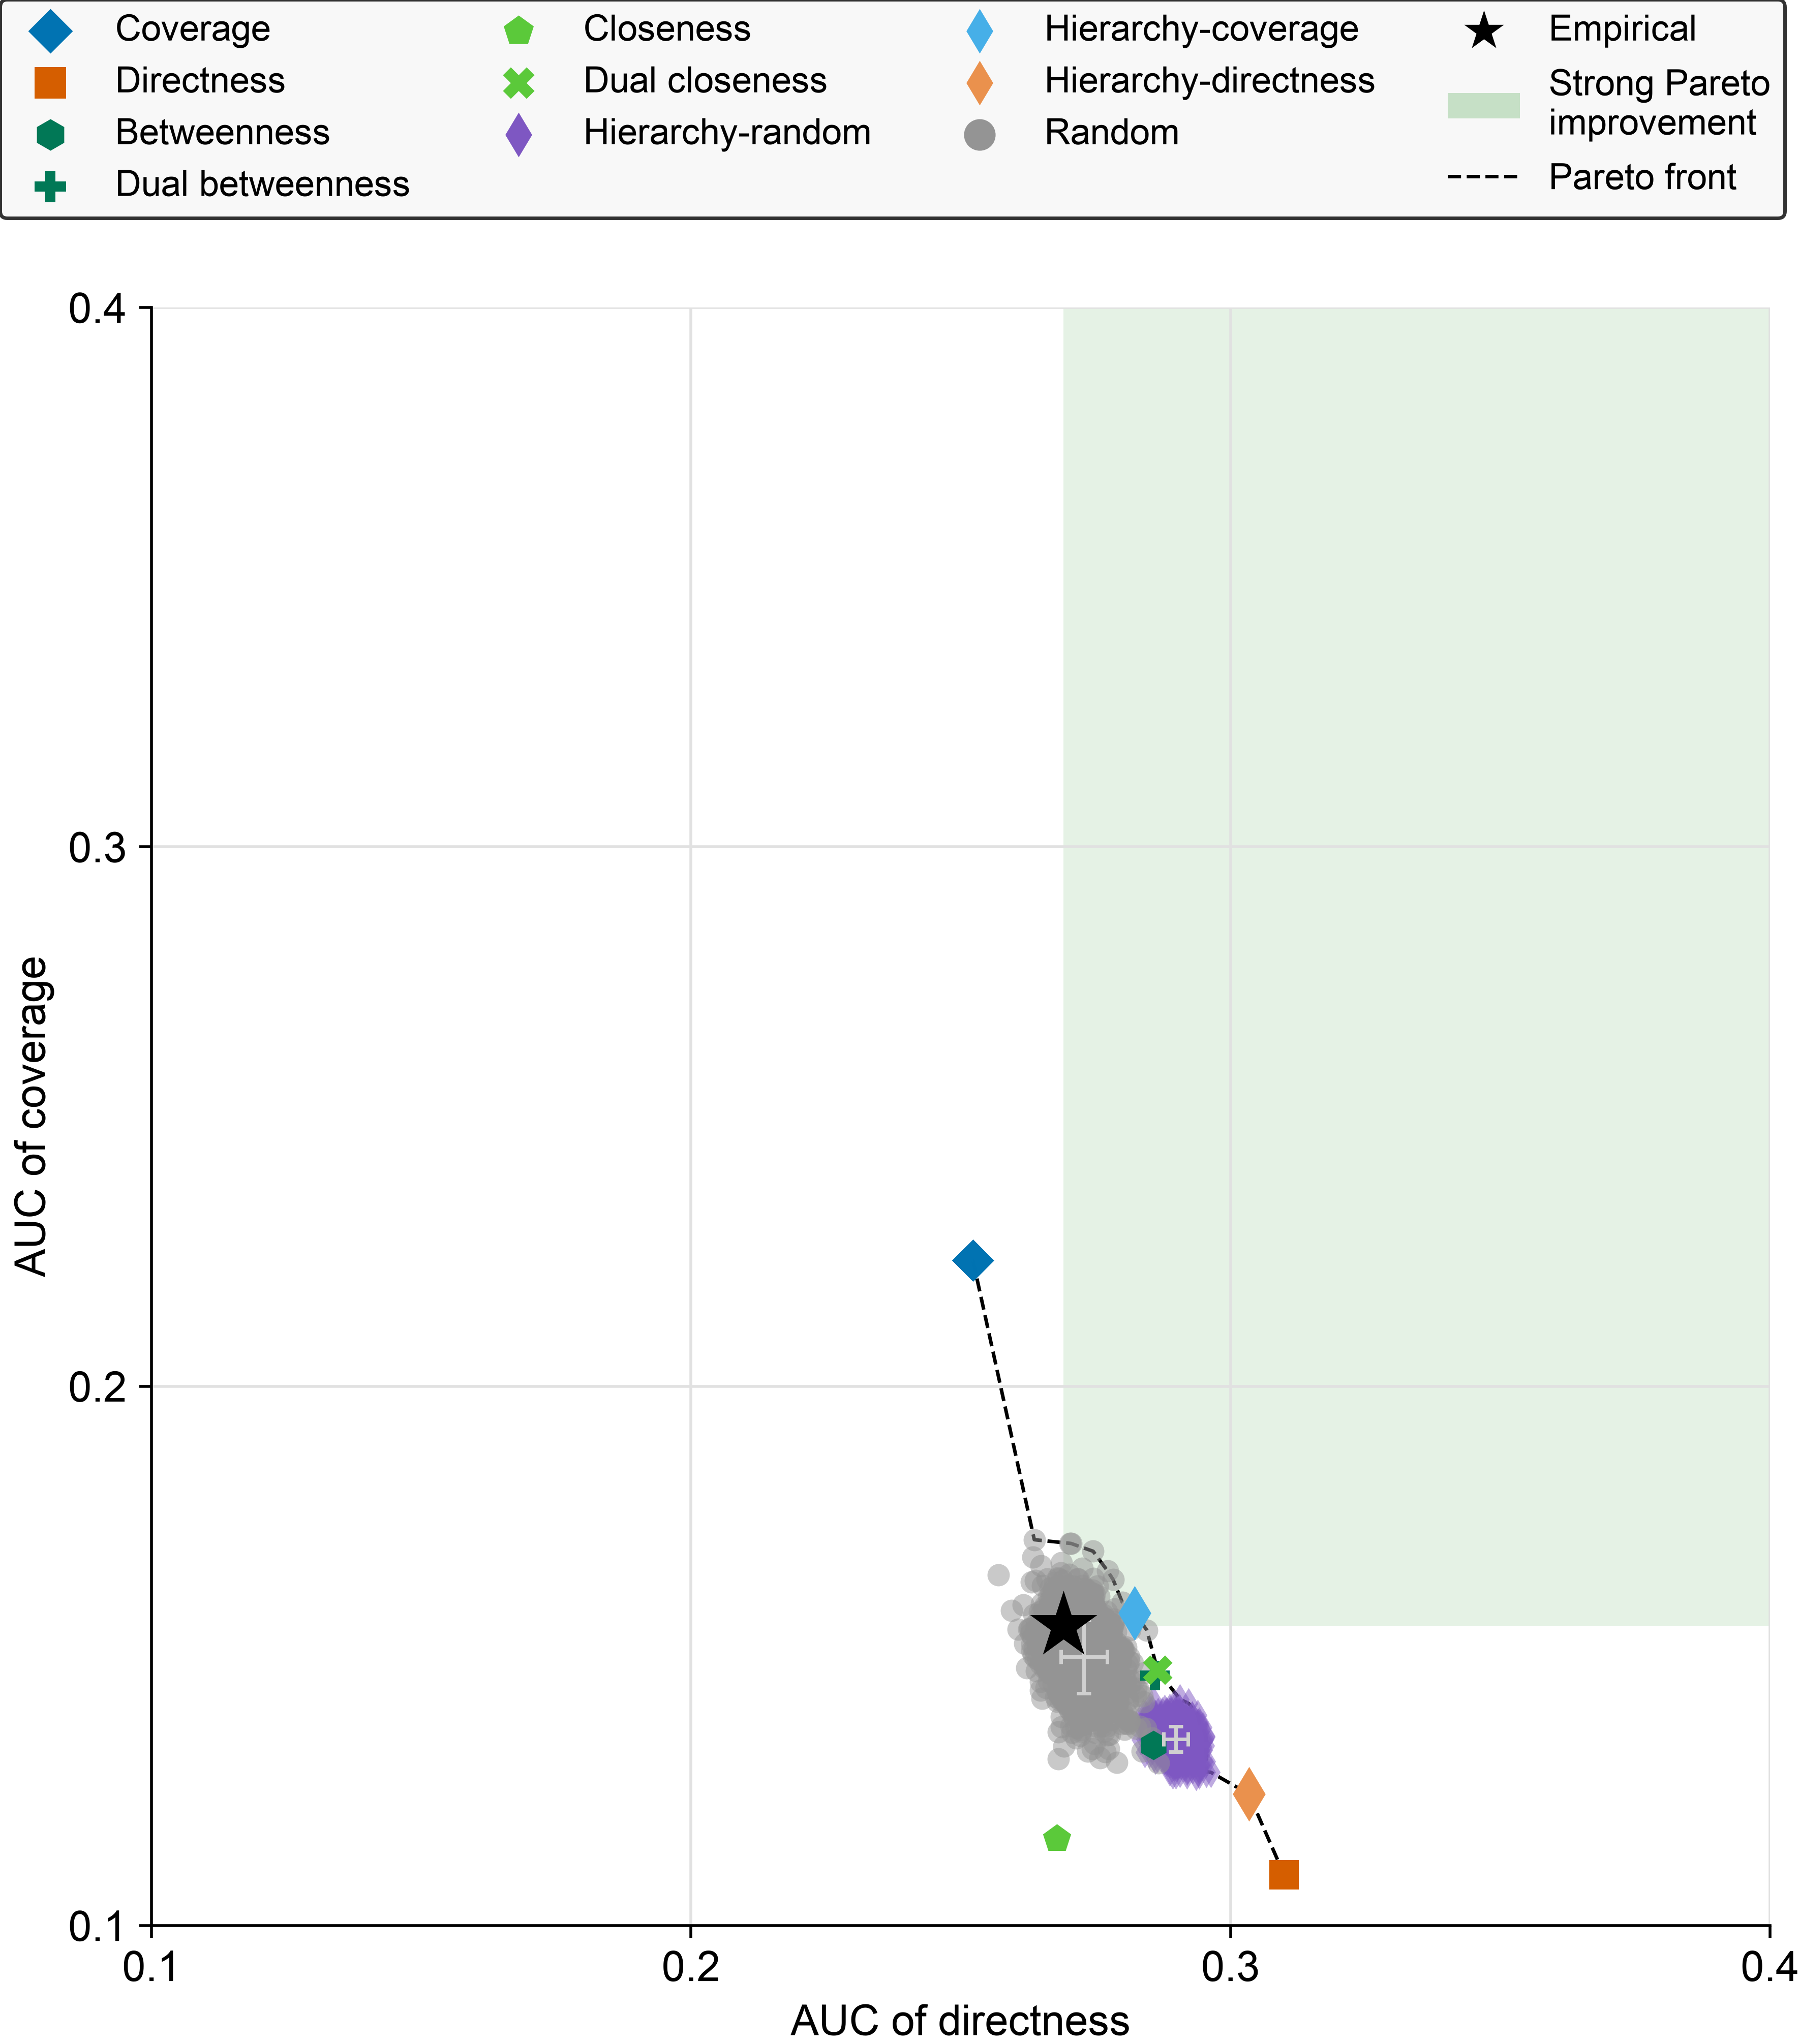 Coverage
Directness
Betweenness
Dual betweenness
Closeness
Dual closeness
Hierarchy-random
Hierarchy-coverage
Hierarchy-directness
Random
Empirical
Strong Pareto
improvement
Pareto front
0.4
0.3
0.2
0.1
AUC of coverage
0.1
0.2
0.3
0.4
AUC of directness